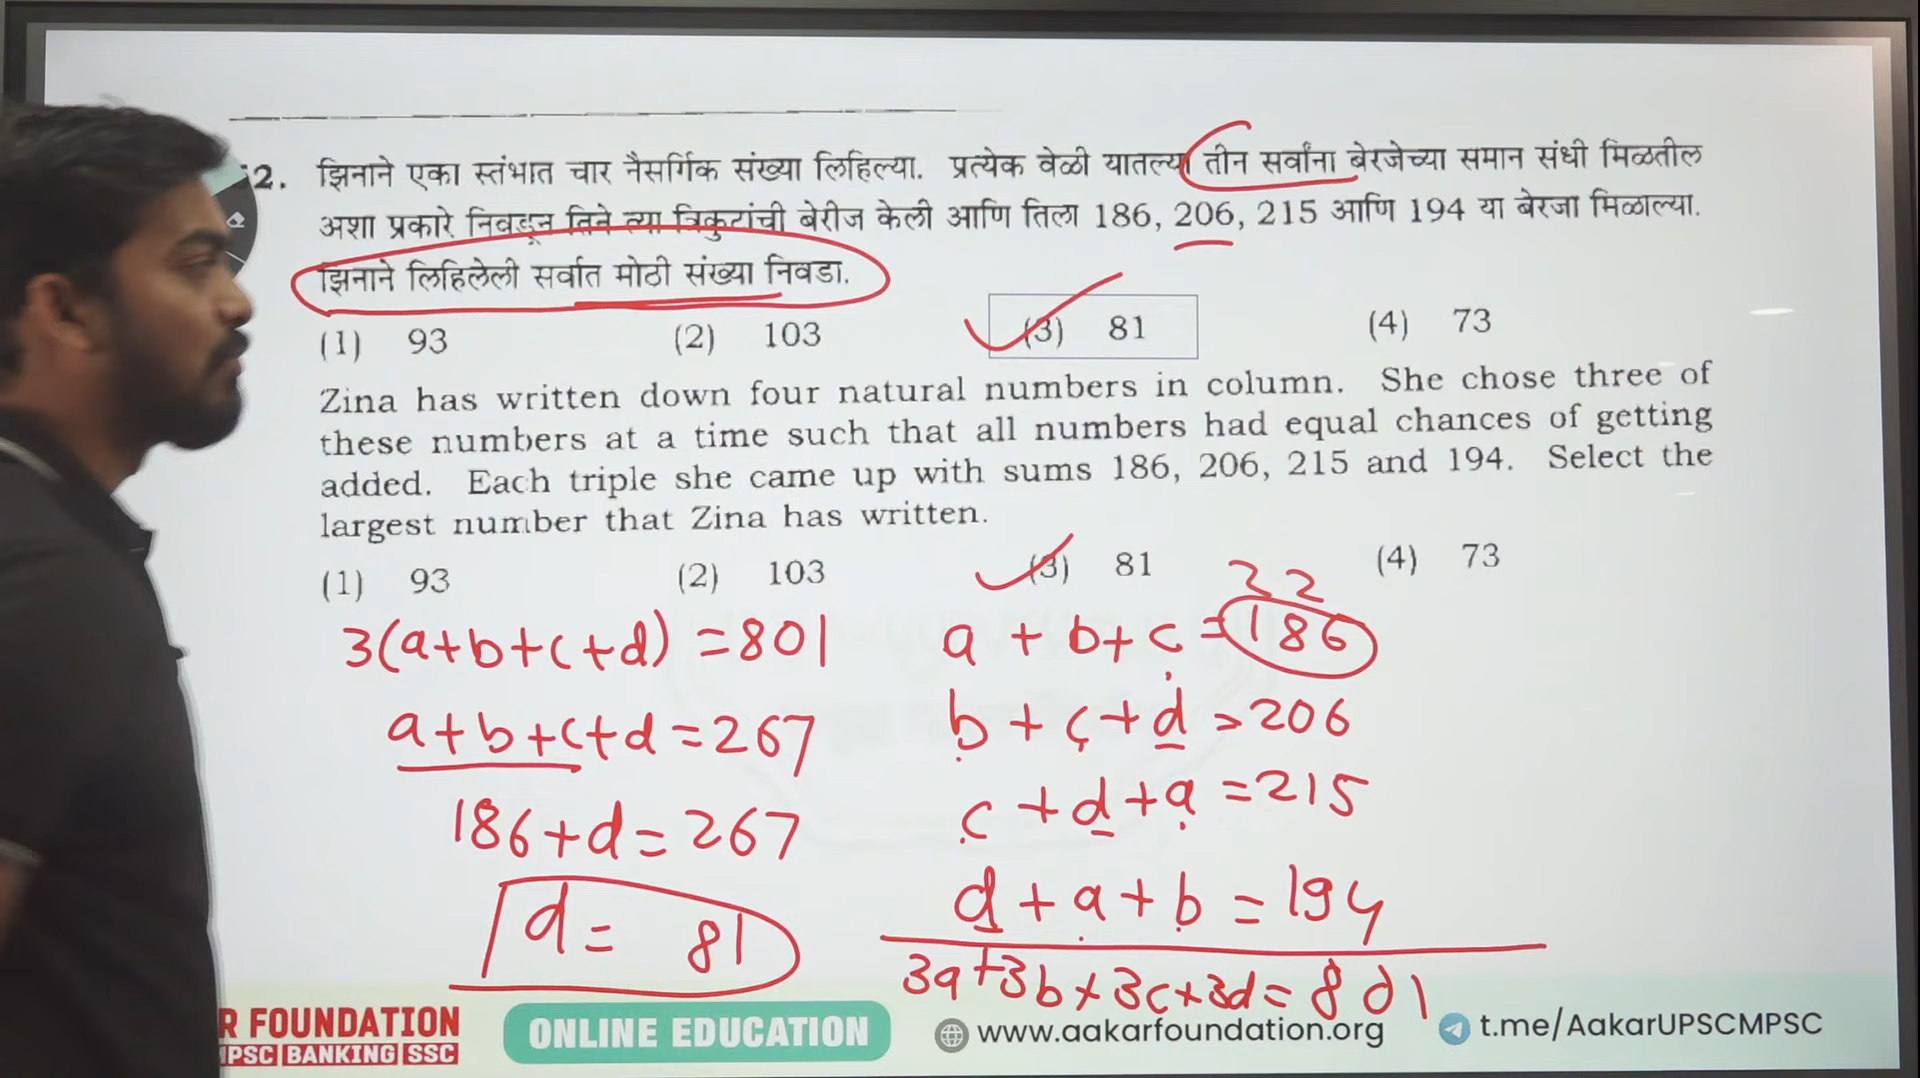 2. झिनाने एका स्तंभात चार नैसर्गिक संख्या लिहिल्या. प्रत्येक वेळी यातल्या तीन सर्वांना बेरजेच्या समान संधी मिळतील
अशा प्रकारे निवडून तिने त्या त्रिकुटांची बेरीज केली आणि तिला 186, 206, 215 आणि 194 या बेरजा मिळाल्या.
झिनाने लिहिलेली सर्वात मोठी संख्या निवडा.
(1) 93 (2) 103 (3) 81 (4) 73
Zina has written down four natural numbers in column. She chose three of
these numbers at a time such that all numbers had equal chances of getting
added. Each triple she came up with sums 186, 206, 215 and 194. Select the
largest number that Zina has written.
(1) 93 (2) 103 (3) 81 (4) 73
3(a+b+c+d) = 801
a+b+c+d = 267
186+d = 267
d = 81
2 2
a + b + c = 186
b + c + d = 206
c + d + a = 215
d + a + b = 194
3a+3b+3c+3d = 801
R FOUNDATION
MPSC | BANKING | SSC
ONLINE EDUCATION
www.aakarfoundation.org
t.me/AakarUPSCMPSC